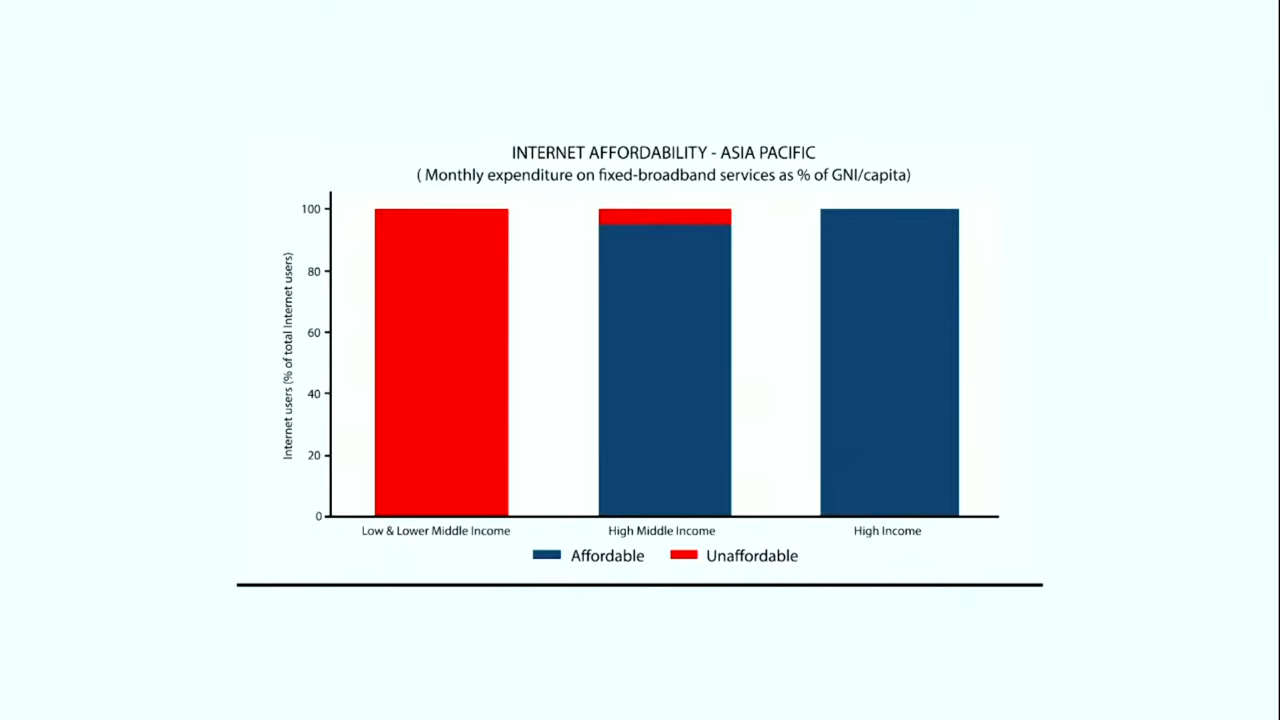 INTERNET AFFORDABILITY - ASIA PACIFIC
( Monthly expenditure on fixed-broadband services as % of GNI/capita)
Internet users (% of total Internet users)
100
80
60
40
20
0
Low & Lower Middle Income
High Middle Income
High Income
Affordable
Unaffordable